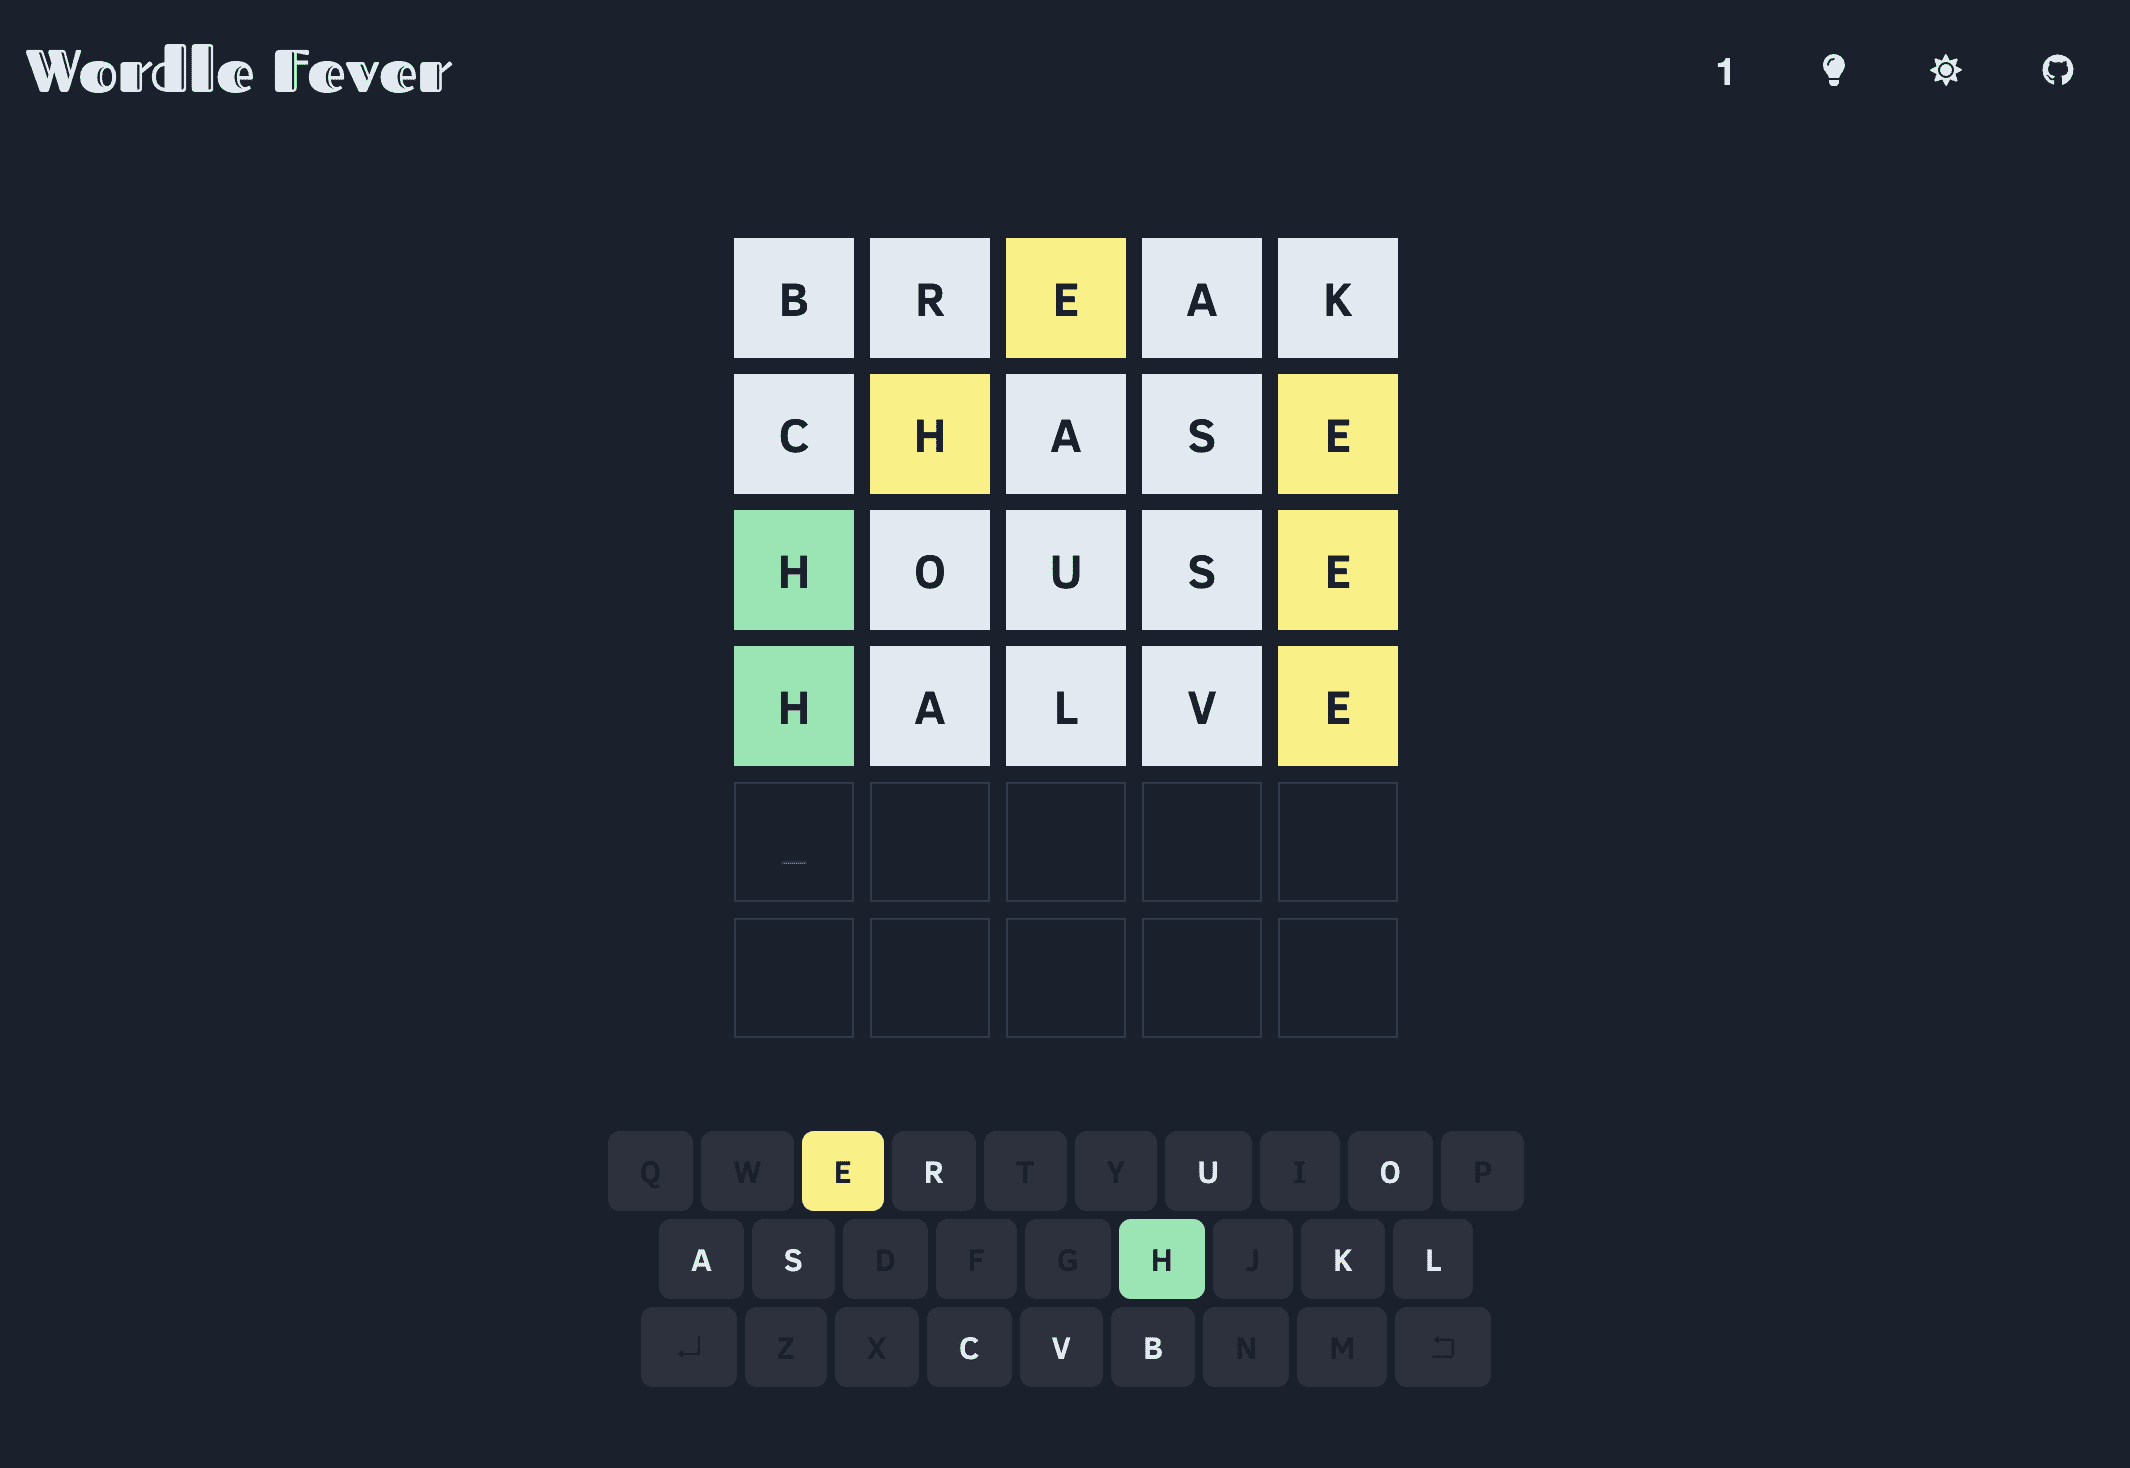 Wordle Fever 1
B R E A K
C H A S E
H O U S E
H A L V E
_
Q W E R T Y U I O P
A S D F G H J K L
Z X C V B N M